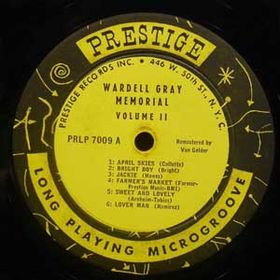 PRESTIGE
PRESTIGE RECORDS INC. • 446 W. 50th ST., N.Y.C.
WARDELL GRAY
MEMORIAL
VOLUME II
PRLP 7009 A
Remastered by
Van Gelder
1: APRIL SKIES (Collette)
2: BRIGHT BOY (Bright)
3: JACKIE (Hawes)
4: FARMER'S MARKET (Farmer-
Prestige Music-BMI)
5: SWEET AND LOVELY
(Arnheim-Tobias)
6: LOVER MAN (Ramirez)
LONG PLAYING MICROGROOVE